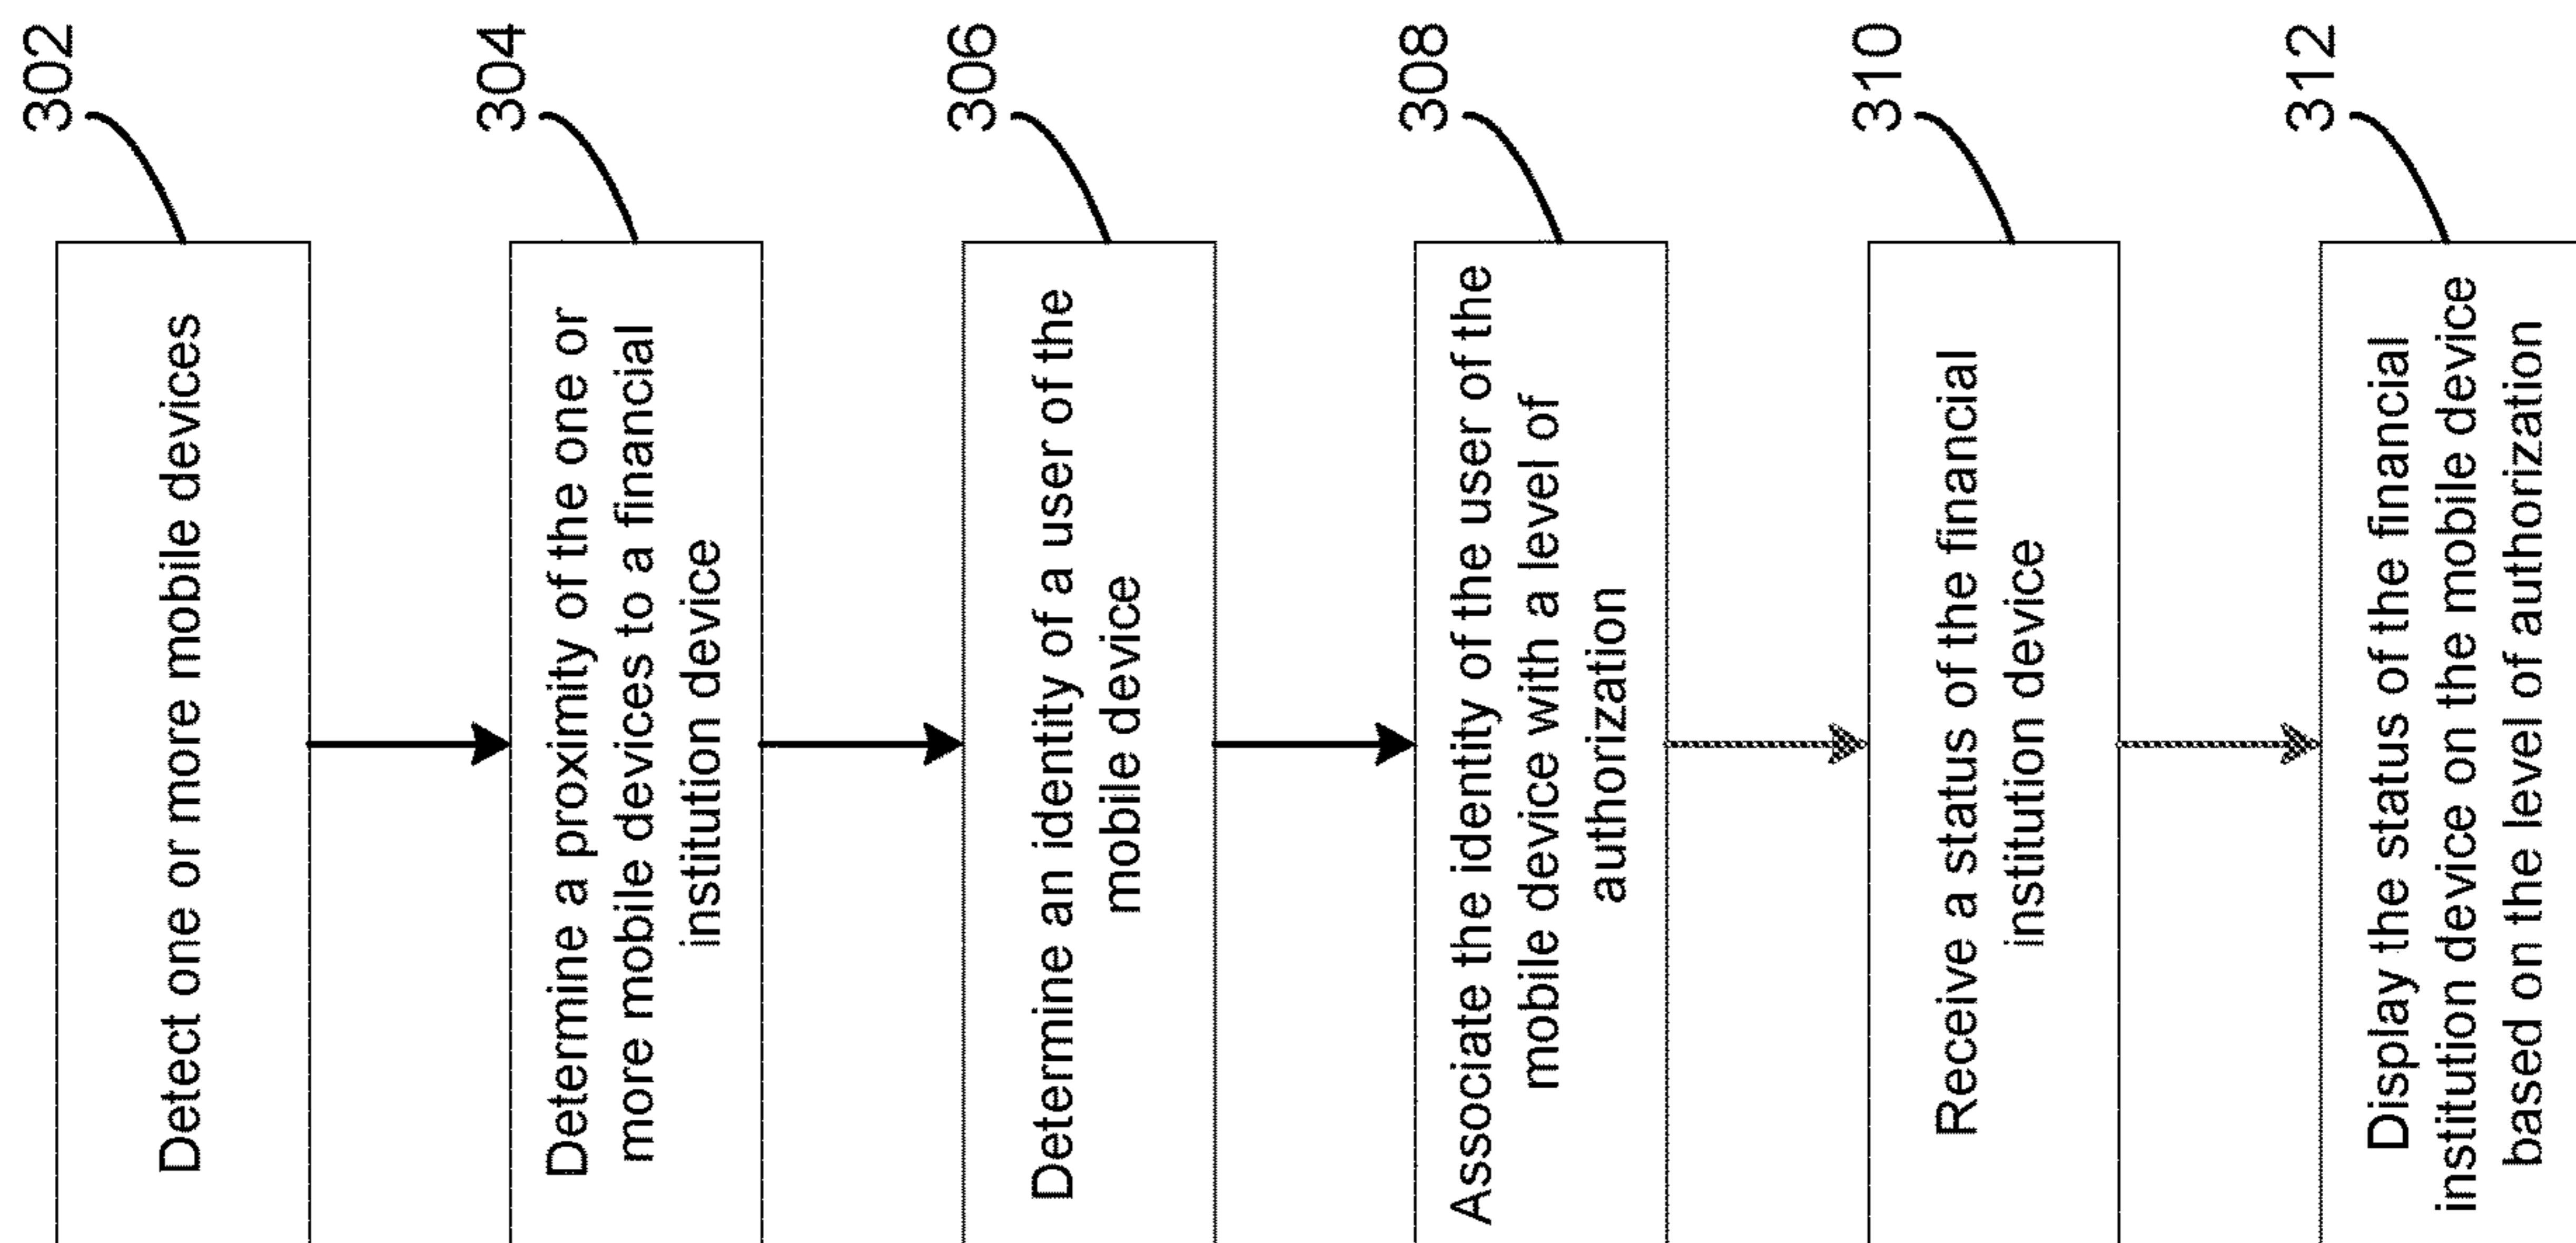 302
Detect one or more mobile devices
304
Determine a proximity of the one or
more mobile devices to a financial
institution device
306
Determine an identity of a user of the
mobile device
308
Associate the identity of the user of the
mobile device with a level of
authorization
310
Receive a status of the financial
institution device
312
Display the status of the financial
institution device on the mobile device
based on the level of authorization